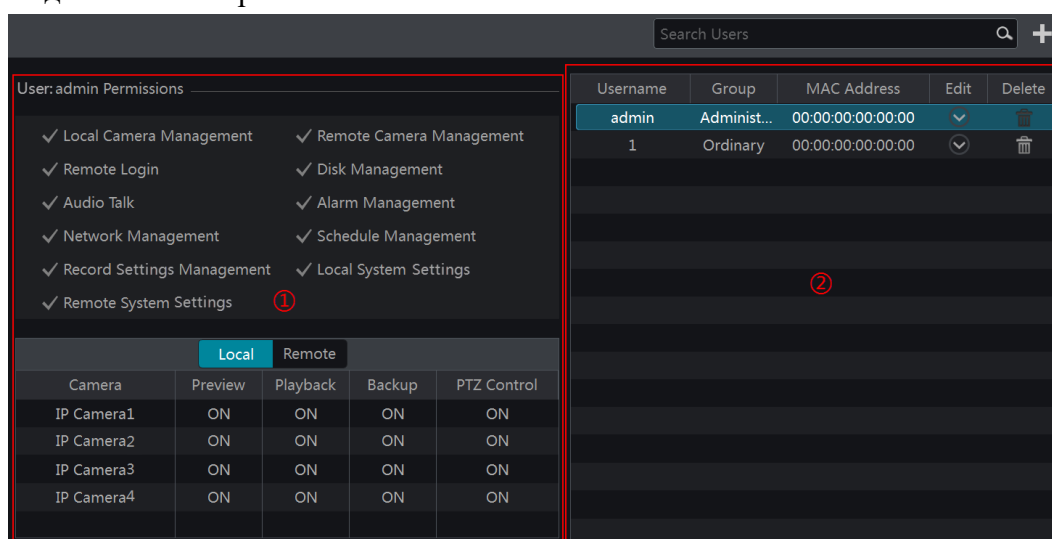 Search Users
User: admin Permissions
Local Camera Management Remote Camera Management
Remote Login Disk Management
Audio Talk Alarm Management
Network Management Schedule Management
Record Settings Management Local System Settings
Remote System Settings ①
Local Remote
Camera Preview Playback Backup PTZ Control
IP Camera1 ON ON ON ON
IP Camera2 ON ON ON ON
IP Camera3 ON ON ON ON
IP Camera4 ON ON ON ON
Username Group MAC Address Edit Delete
admin Administ... 00:00:00:00:00:00
1 Ordinary 00:00:00:00:00:00
②